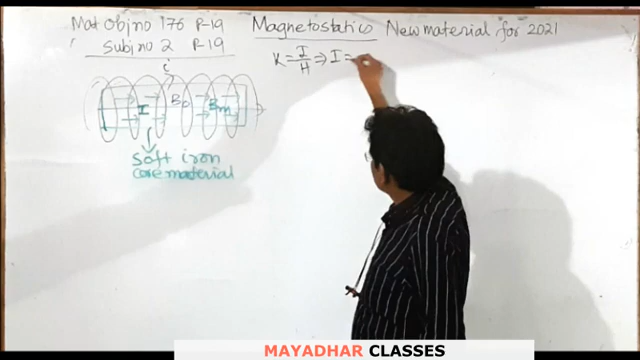 Mat Obj no 176 R-19 Magnetostatics New material for 2021
Subj no 2 R-19
K = I/H ⇒ I =
i
I B₀ Bm
soft iron
core material
MAYADHAR CLASSES